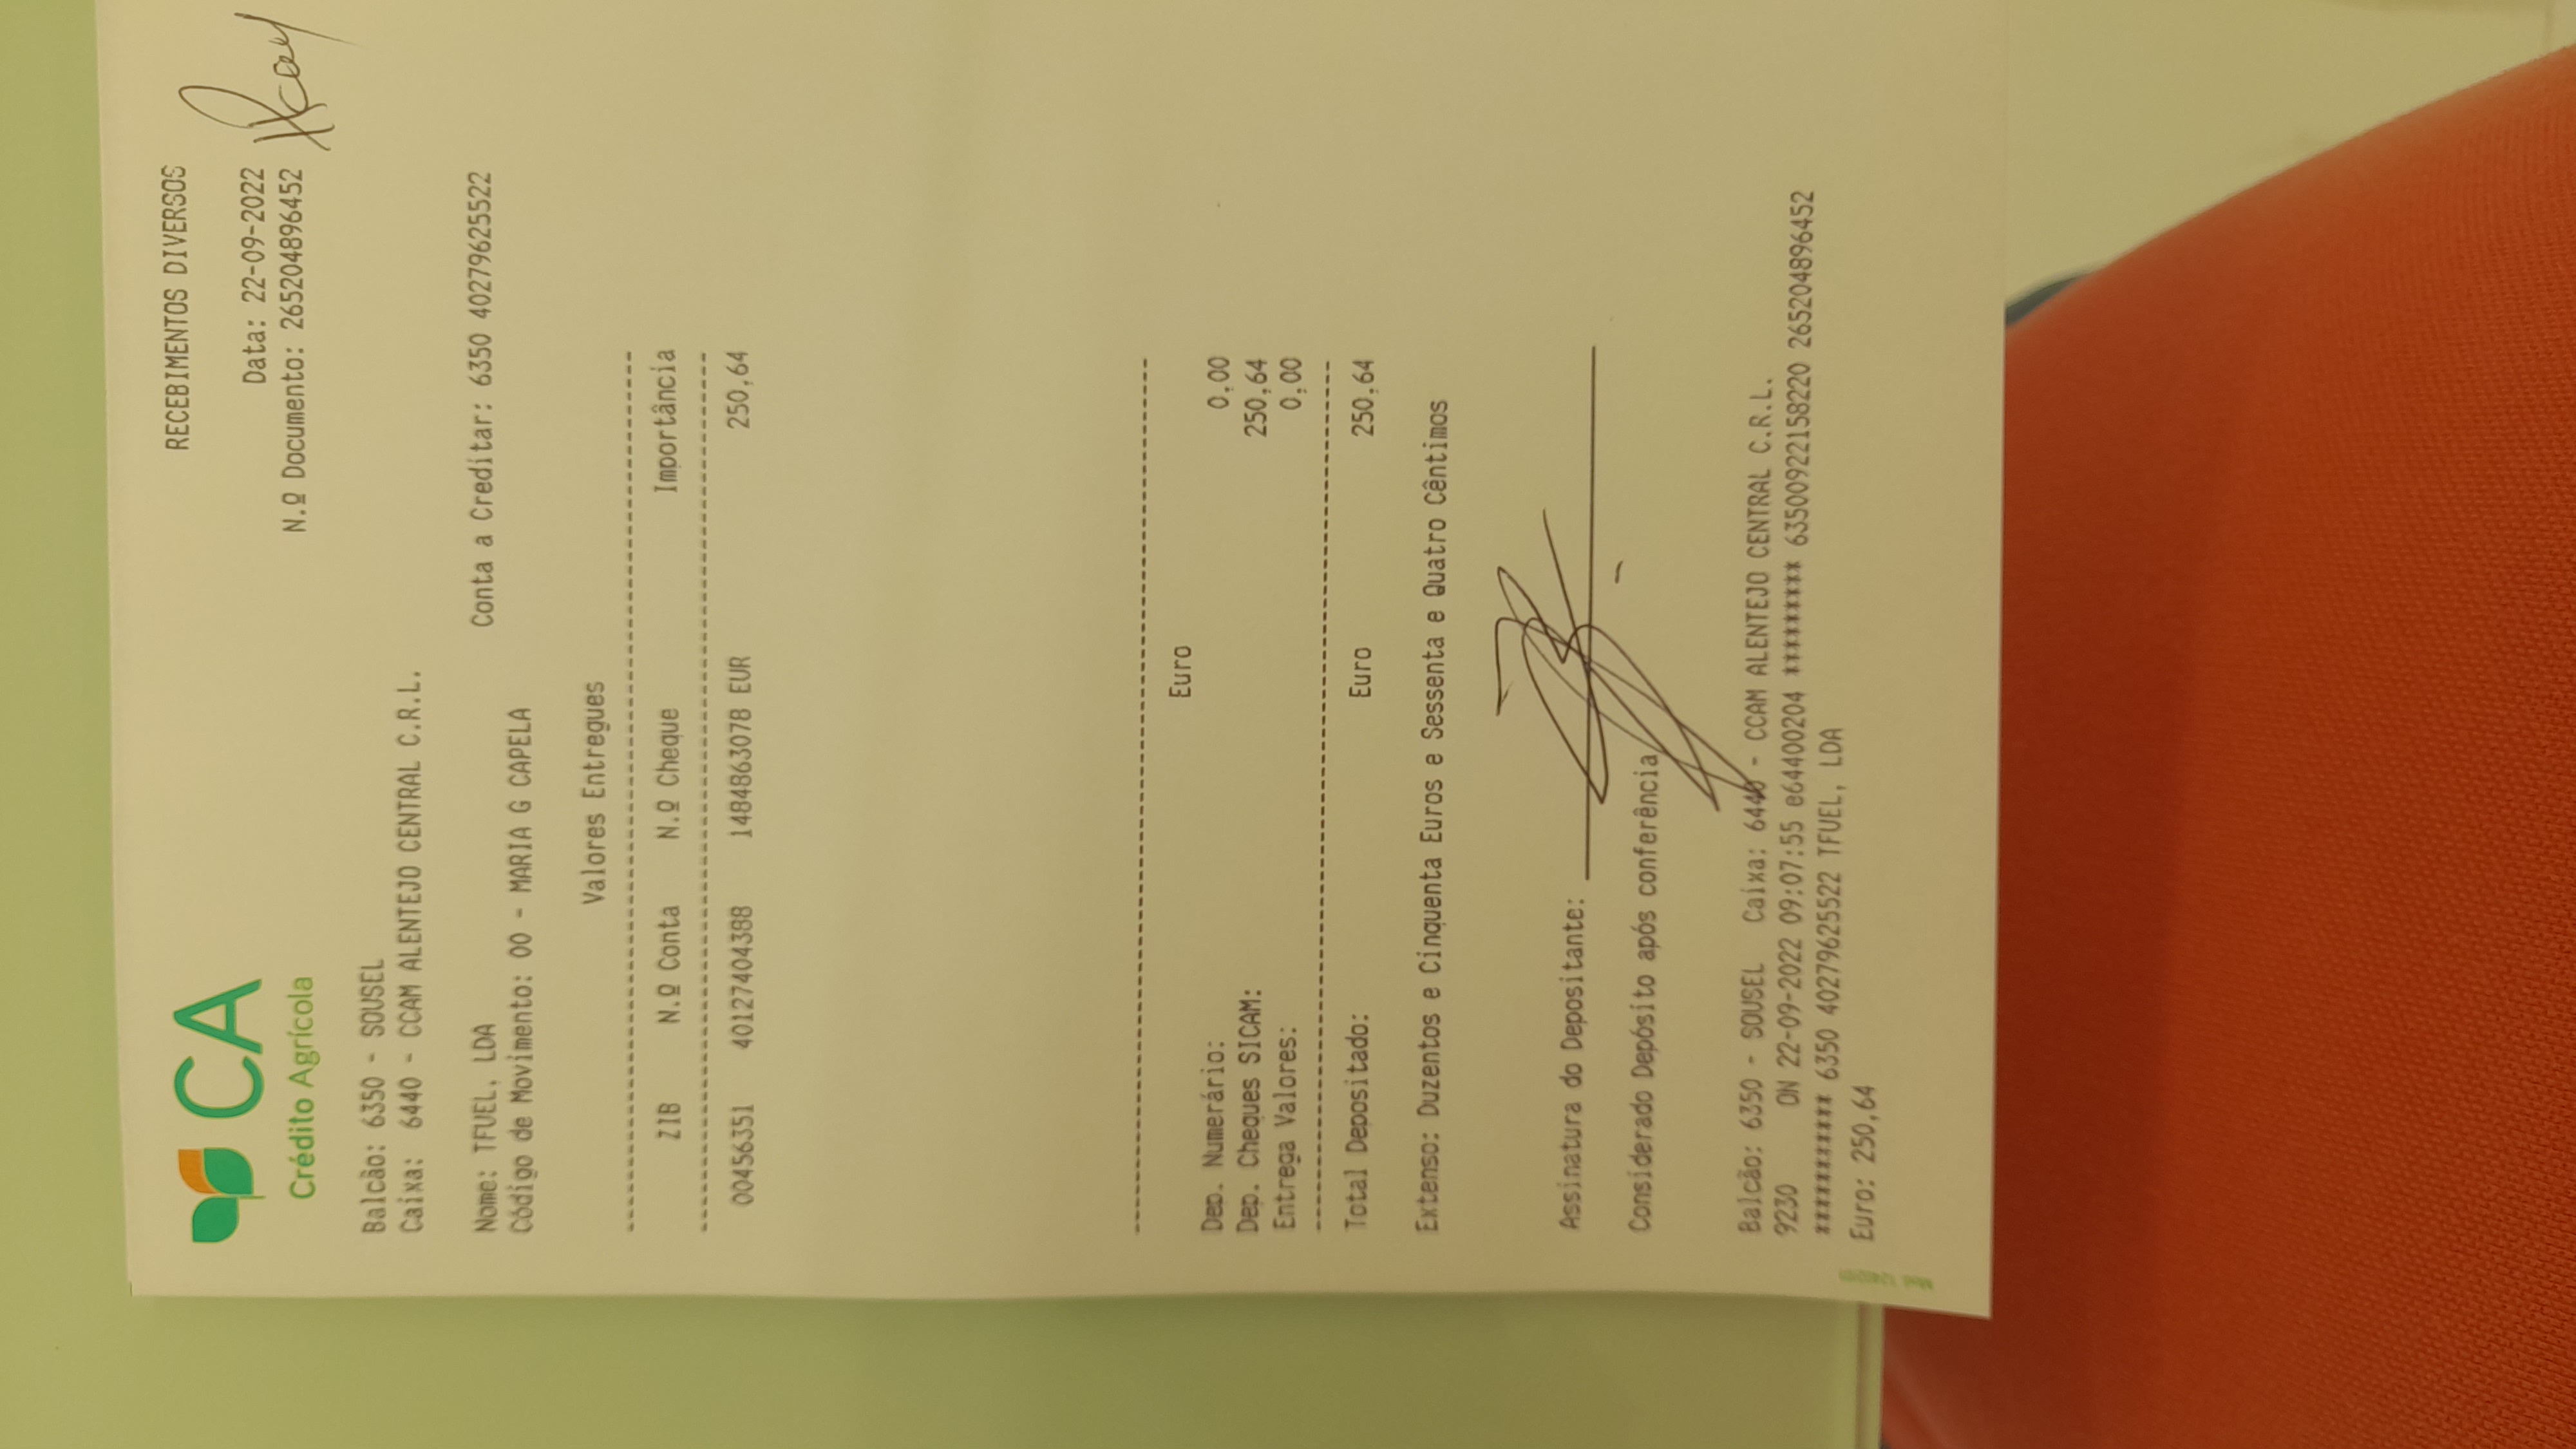 CA
Crédito Agrícola
RECEBIMENTOS DIVERSOS
Data: 22-09-2022
N.º Documento: 265204896452
Balcão: 6350 - SOUSEL
Caixa: 6440 - CCAM ALENTEJO CENTRAL C.R.L.
Nome: TFUEL, LDA Conta a Creditar: 6350 40279625522
Código de Movimento: 00 - MARIA G CAPELA
Valores Entregues
ZIB N.º Conta N.º Cheque Importância
00456351 40127404388 1484863078 EUR 250,64
Euro
Dep. Numerário: 0,00
Dep. Cheques SICAM: 250,64
Entrega Valores: 0,00
Total Depositado: Euro 250,64
Extenso: Duzentos e Cinquenta Euros e Sessenta e Quatro Cêntimos
Assinatura do Depositante:
Considerado Depósito após conferência
Balcão: 6350 - SOUSEL Caixa: 6440 - CCAM ALENTEJO CENTRAL C.R.L.
9230 ON 22-09-2022 09:07:55 e64400204 ********* 6350092215820 265204896452
*********** 6350 40279625522 TFUEL, LDA
Euro: 250,64